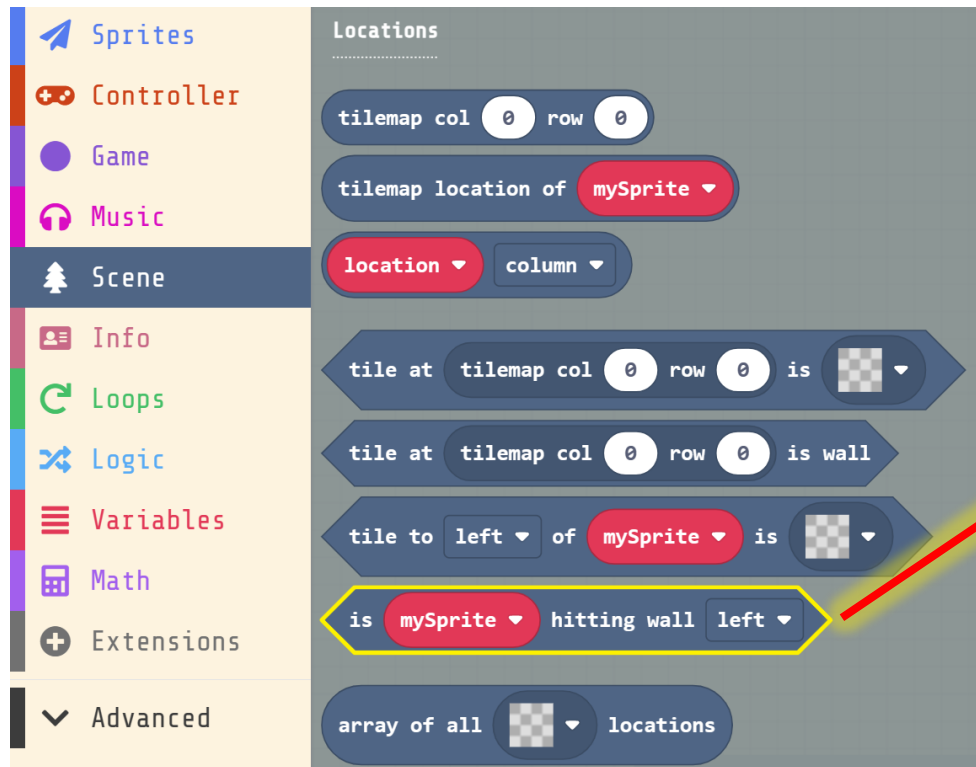 Sprites
Controller
Game
Music
Scene
Info
Loops
Logic
Variables
Math
Extensions
Advanced
Locations
tilemap col 0 row 0
tilemap location of mySprite
location column
tile at tilemap col 0 row 0 is
tile at tilemap col 0 row 0 is wall
tile to left of mySprite is
is mySprite hitting wall left
array of all locations